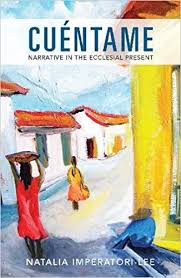 CUÉNTAME
NARRATIVE IN THE ECCLESIAL PRESENT
NATALIA IMPERATORI-LEE